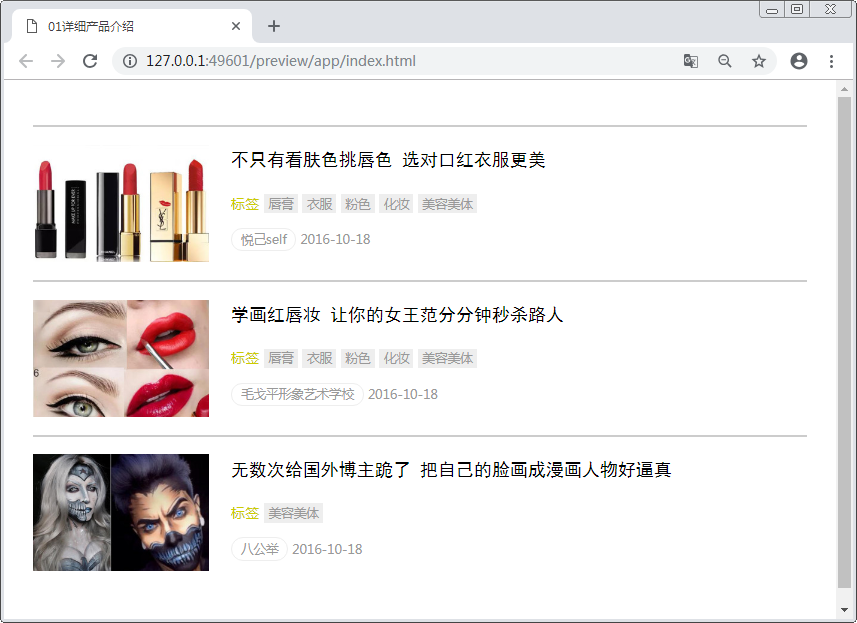 01详细产品介绍
127.0.0.1:49601/preview/app/index.html
不只有看肤色挑唇色 选对口红衣服更美
标签 唇膏 衣服 粉色 化妆 美容美体
悦己self 2016-10-18
学画红唇妆 让你的女王范分分钟秒杀路人
标签 唇膏 衣服 粉色 化妆 美容美体
6
毛戈平形象艺术学校 2016-10-18
无数次给国外博主跪了 把自己的脸画成漫画人物好逼真
标签 美容美体
八公举 2016-10-18